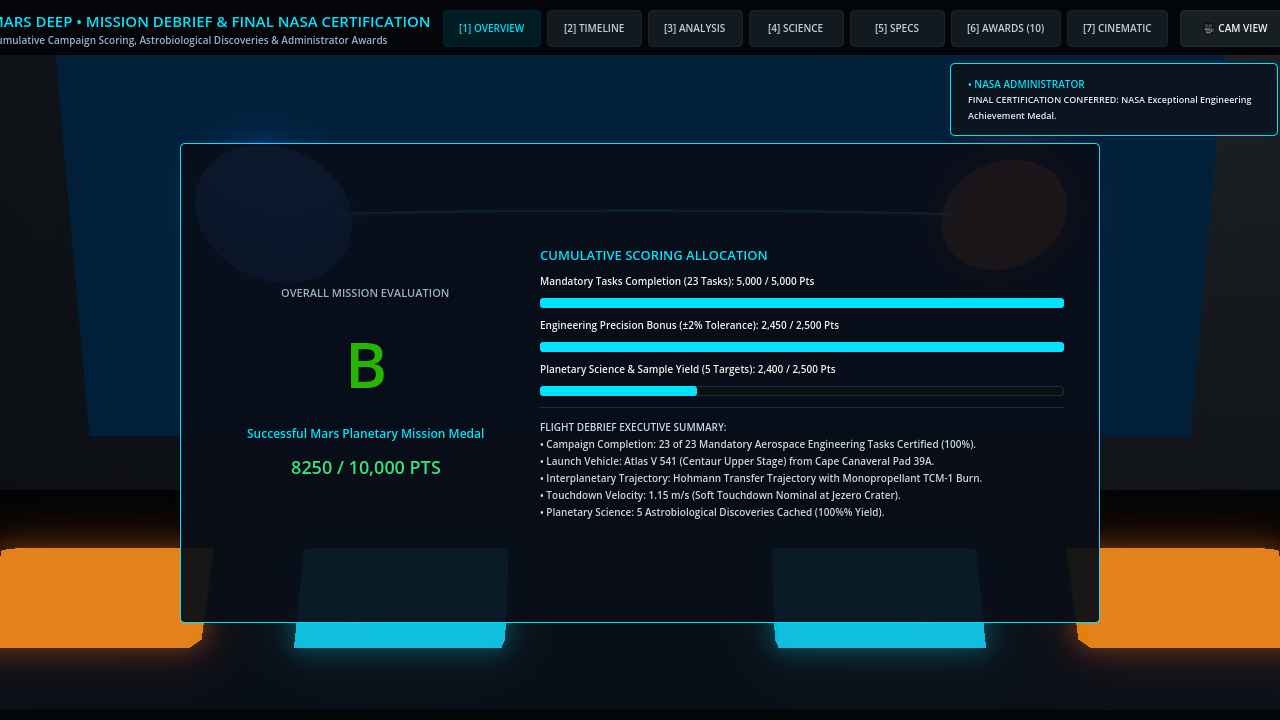 ARS DEEP • MISSION DEBRIEF & FINAL NASA CERTIFICATION
umulative Campaign Scoring, Astrobiological Discoveries & Administrator Awards
[1] OVERVIEW
[2] TIMELINE
[3] ANALYSIS
[4] SCIENCE
[5] SPECS
[6] AWARDS (10)
[7] CINEMATIC
CAM VIEW
• NASA ADMINISTRATOR
FINAL CERTIFICATION CONFERRED: NASA Exceptional Engineering
Achievement Medal.
OVERALL MISSION EVALUATION
B
Successful Mars Planetary Mission Medal
8250 / 10,000 PTS
CUMULATIVE SCORING ALLOCATION
Mandatory Tasks Completion (23 Tasks): 5,000 / 5,000 Pts
Engineering Precision Bonus (±2% Tolerance): 2,450 / 2,500 Pts
Planetary Science & Sample Yield (5 Targets): 2,400 / 2,500 Pts
FLIGHT DEBRIEF EXECUTIVE SUMMARY:
• Campaign Completion: 23 of 23 Mandatory Aerospace Engineering Tasks Certified (100%).
• Launch Vehicle: Atlas V 541 (Centaur Upper Stage) from Cape Canaveral Pad 39A.
• Interplanetary Trajectory: Hohmann Transfer Trajectory with Monopropellant TCM-1 Burn.
• Touchdown Velocity: 1.15 m/s (Soft Touchdown Nominal at Jezero Crater).
• Planetary Science: 5 Astrobiological Discoveries Cached (100%% Yield).